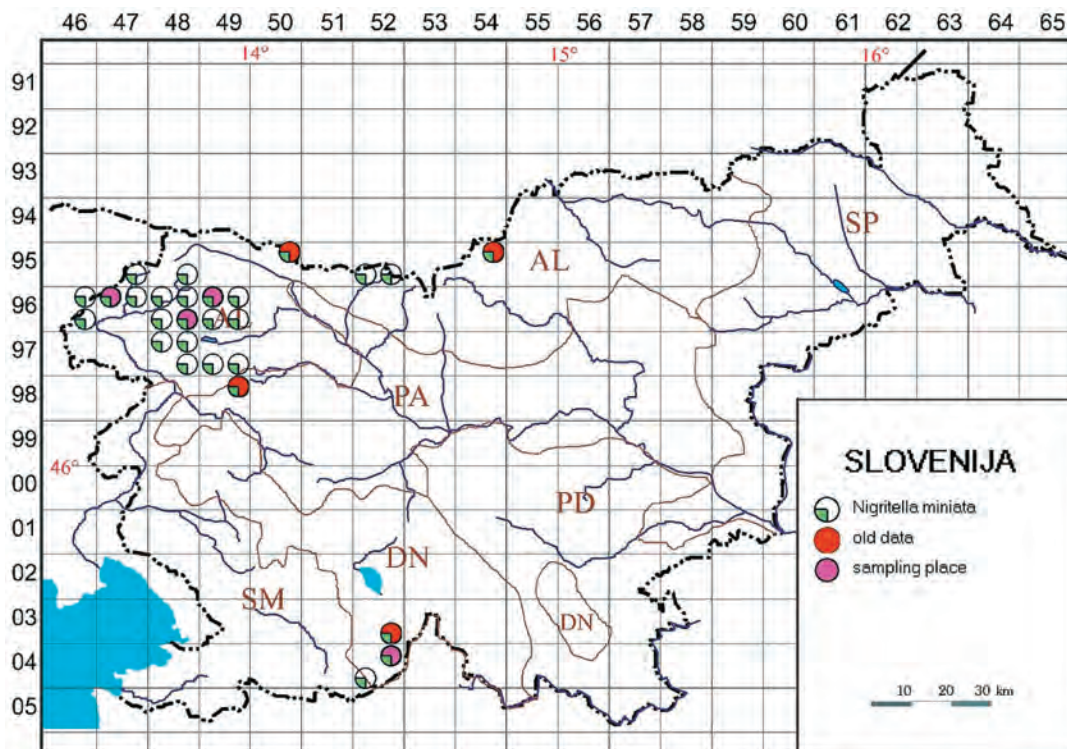 46 47 48 49 50 51 52 53 54 55 56 57 58 59 60 61 62 63 64 65
14° 15° 16°
91
92
93
94
SP
95
AL
96
AL
97
PA
98
99
SLOVENIJA
46°
00
Nigritella miniata
PD
01
old data
DN
02
sampling place
SM
03
DN
04
05
10 20 30 km